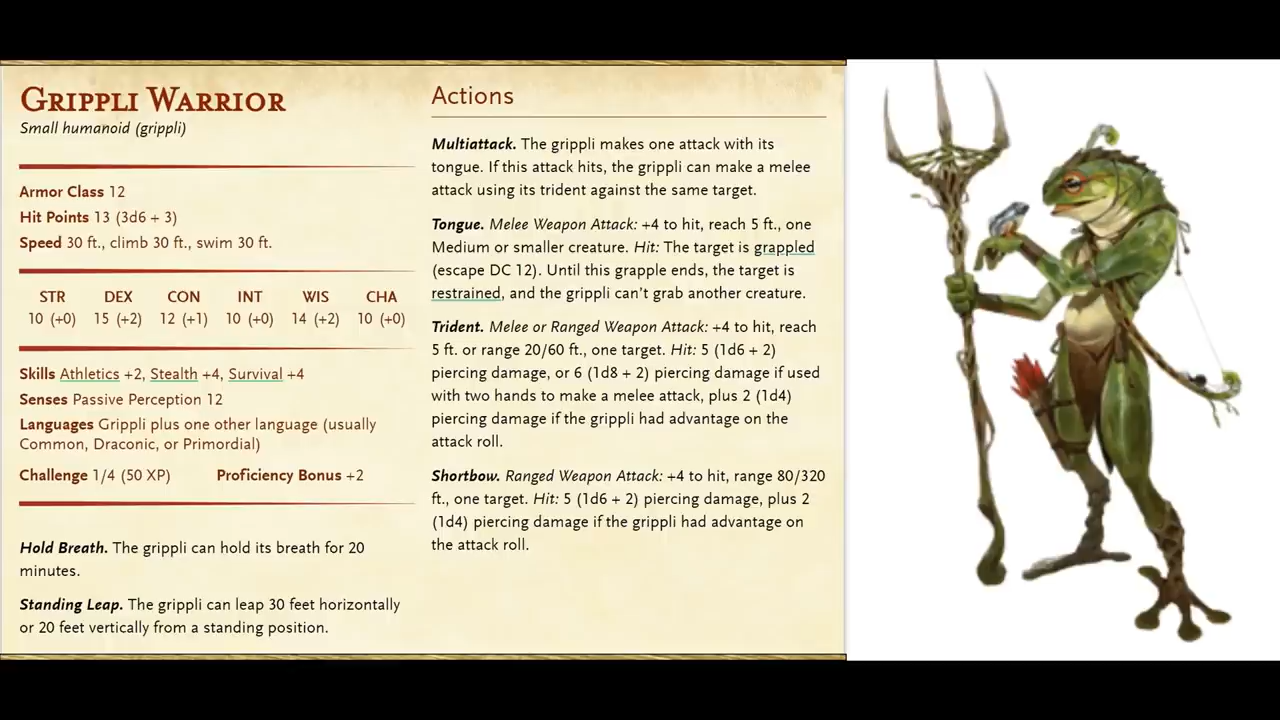 GRIPPLI WARRIOR
Small humanoid (grippli)
Armor Class 12
Hit Points 13 (3d6 + 3)
Speed 30 ft., climb 30 ft., swim 30 ft.
STR DEX CON INT WIS CHA
10 (+0) 15 (+2) 12 (+1) 10 (+0) 14 (+2) 10 (+0)
Skills Athletics +2, Stealth +4, Survival +4
Senses Passive Perception 12
Languages Grippli plus one other language (usually
Common, Draconic, or Primordial)
Challenge 1/4 (50 XP) Proficiency Bonus +2
Hold Breath. The grippli can hold its breath for 20
minutes.
Standing Leap. The grippli can leap 30 feet horizontally
or 20 feet vertically from a standing position.
Actions
Multiattack. The grippli makes one attack with its
tongue. If this attack hits, the grippli can make a melee
attack using its trident against the same target.
Tongue. Melee Weapon Attack: +4 to hit, reach 5 ft., one
Medium or smaller creature. Hit: The target is grappled
(escape DC 12). Until this grapple ends, the target is
restrained, and the grippli can't grab another creature.
Trident. Melee or Ranged Weapon Attack: +4 to hit, reach
5 ft. or range 20/60 ft., one target. Hit: 5 (1d6 + 2)
piercing damage, or 6 (1d8 + 2) piercing damage if used
with two hands to make a melee attack, plus 2 (1d4)
piercing damage if the grippli had advantage on the
attack roll.
Shortbow. Ranged Weapon Attack: +4 to hit, range 80/320
ft., one target. Hit: 5 (1d6 + 2) piercing damage, plus 2
(1d4) piercing damage if the grippli had advantage on
the attack roll.